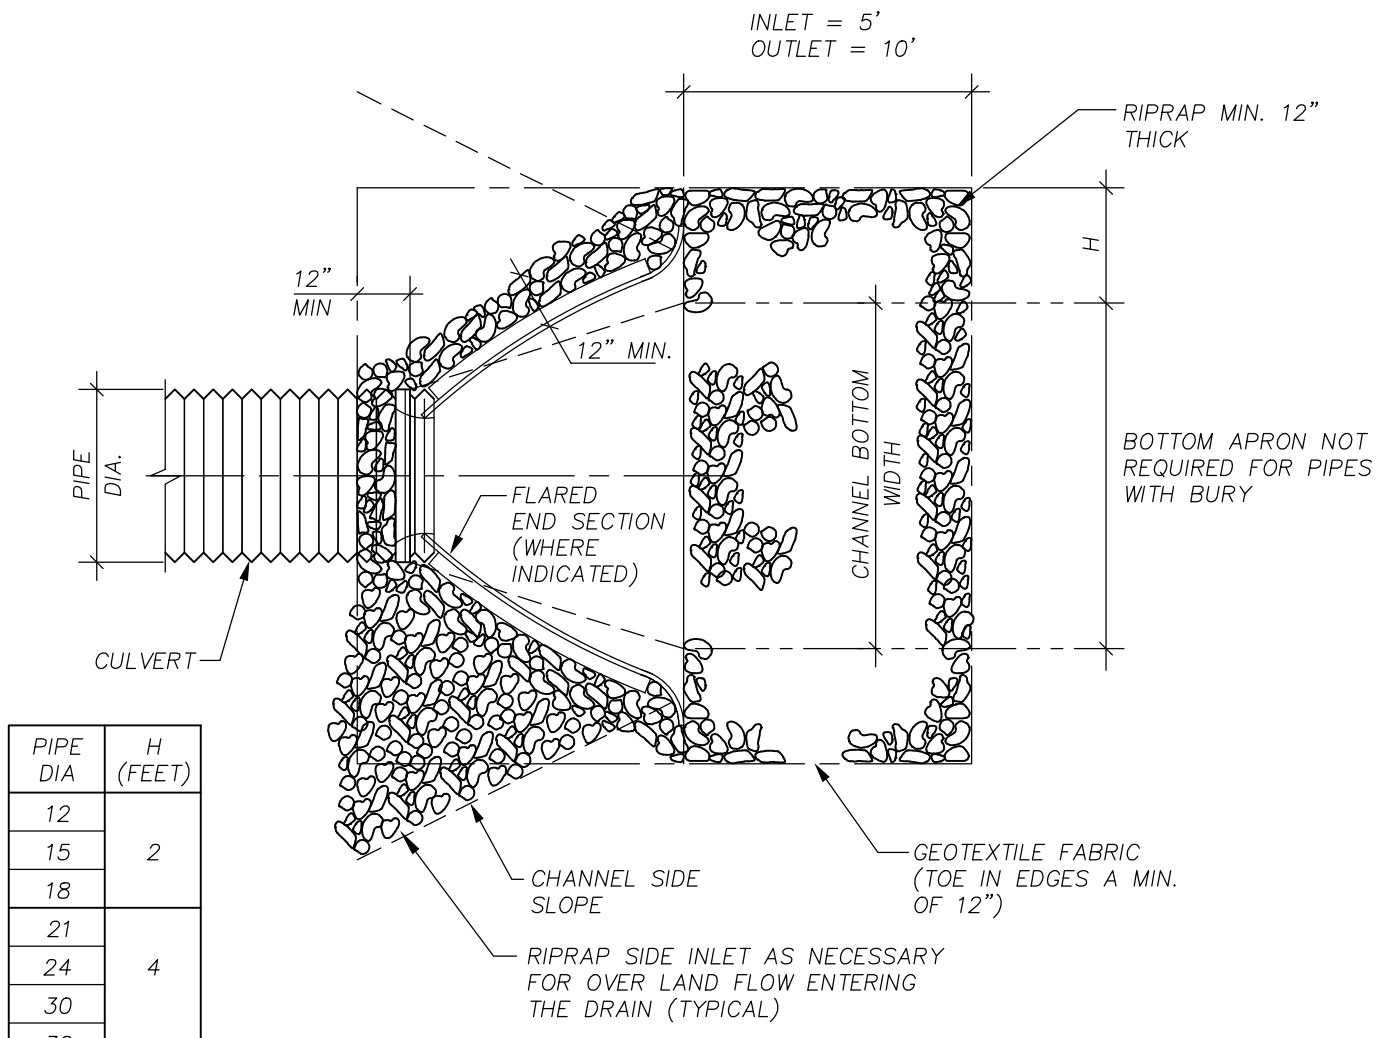 INLET = 5'
OUTLET = 10'
RIPRAP MIN. 12"
THICK
H
12"
MIN
12" MIN.
PIPE
DIA.
CHANNEL BOTTOM
WIDTH
BOTTOM APRON NOT
REQUIRED FOR PIPES
WITH BURY
FLARED
END SECTION
(WHERE
INDICATED)
CULVERT
PIPE
DIA
H
(FEET)
12
15
2
18
21
24
4
30
GEOTEXTILE FABRIC
(TOE IN EDGES A MIN.
OF 12")
CHANNEL SIDE
SLOPE
RIPRAP SIDE INLET AS NECESSARY
FOR OVER LAND FLOW ENTERING
THE DRAIN (TYPICAL)